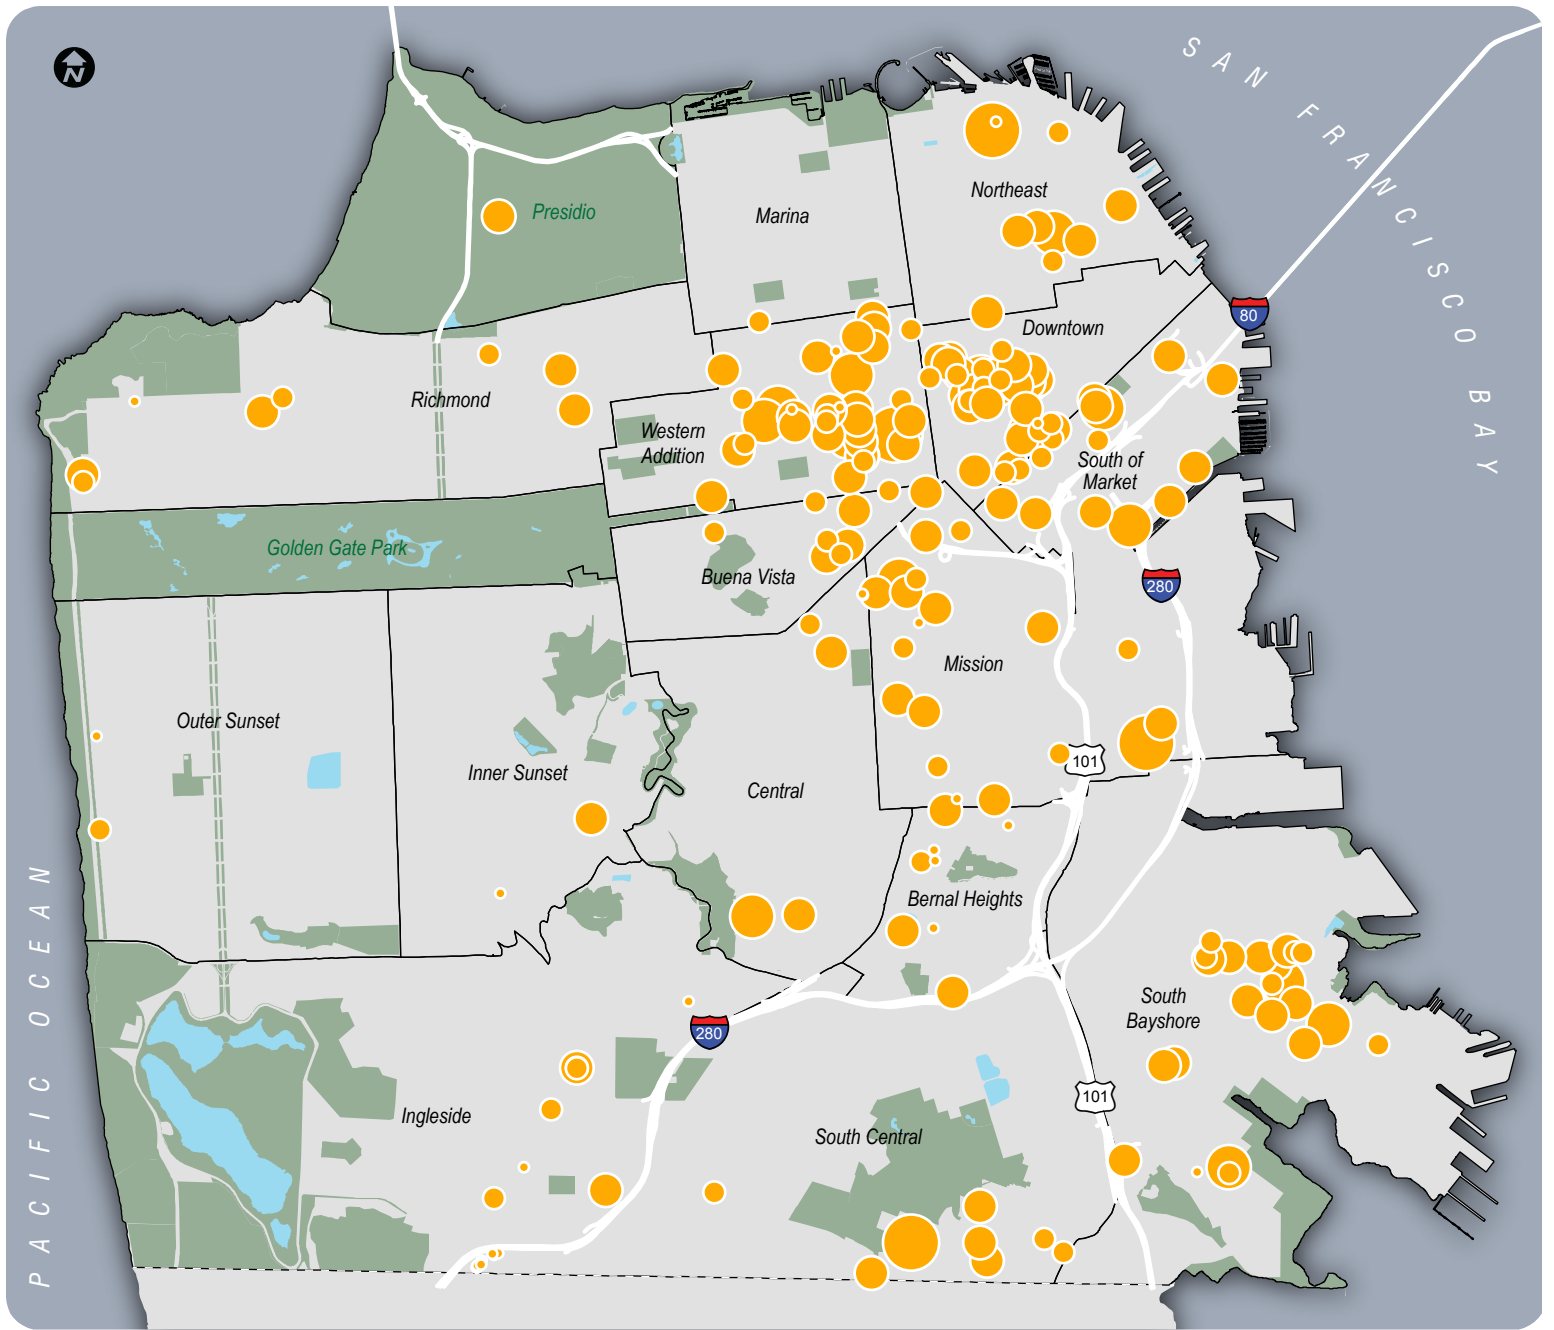 N
SAN FRANCISCO BAY
Northeast
Presidio
Marina
80
Downtown
Richmond
Western
Addition
South of
Market
Golden Gate Park
Buena Vista
280
Mission
Outer Sunset
Inner Sunset
101
Central
Bernal Heights
PACIFIC OCEAN
South
Bayshore
280
101
Ingleside
South Central